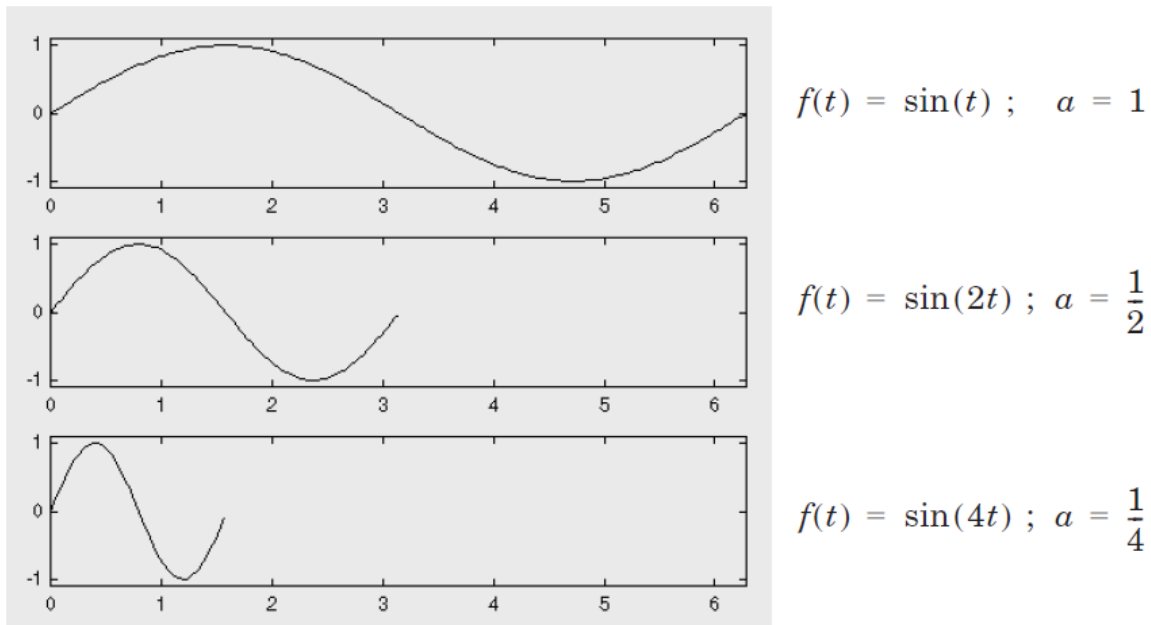 1
0
-1
0 1 2 3 4 5 6
f(t) = sin(t) ; a = 1
1
0
-1
0 1 2 3 4 5 6
f(t) = sin(2t) ; a = 1/2
1
0
-1
0 1 2 3 4 5 6
f(t) = sin(4t) ; a = 1/4